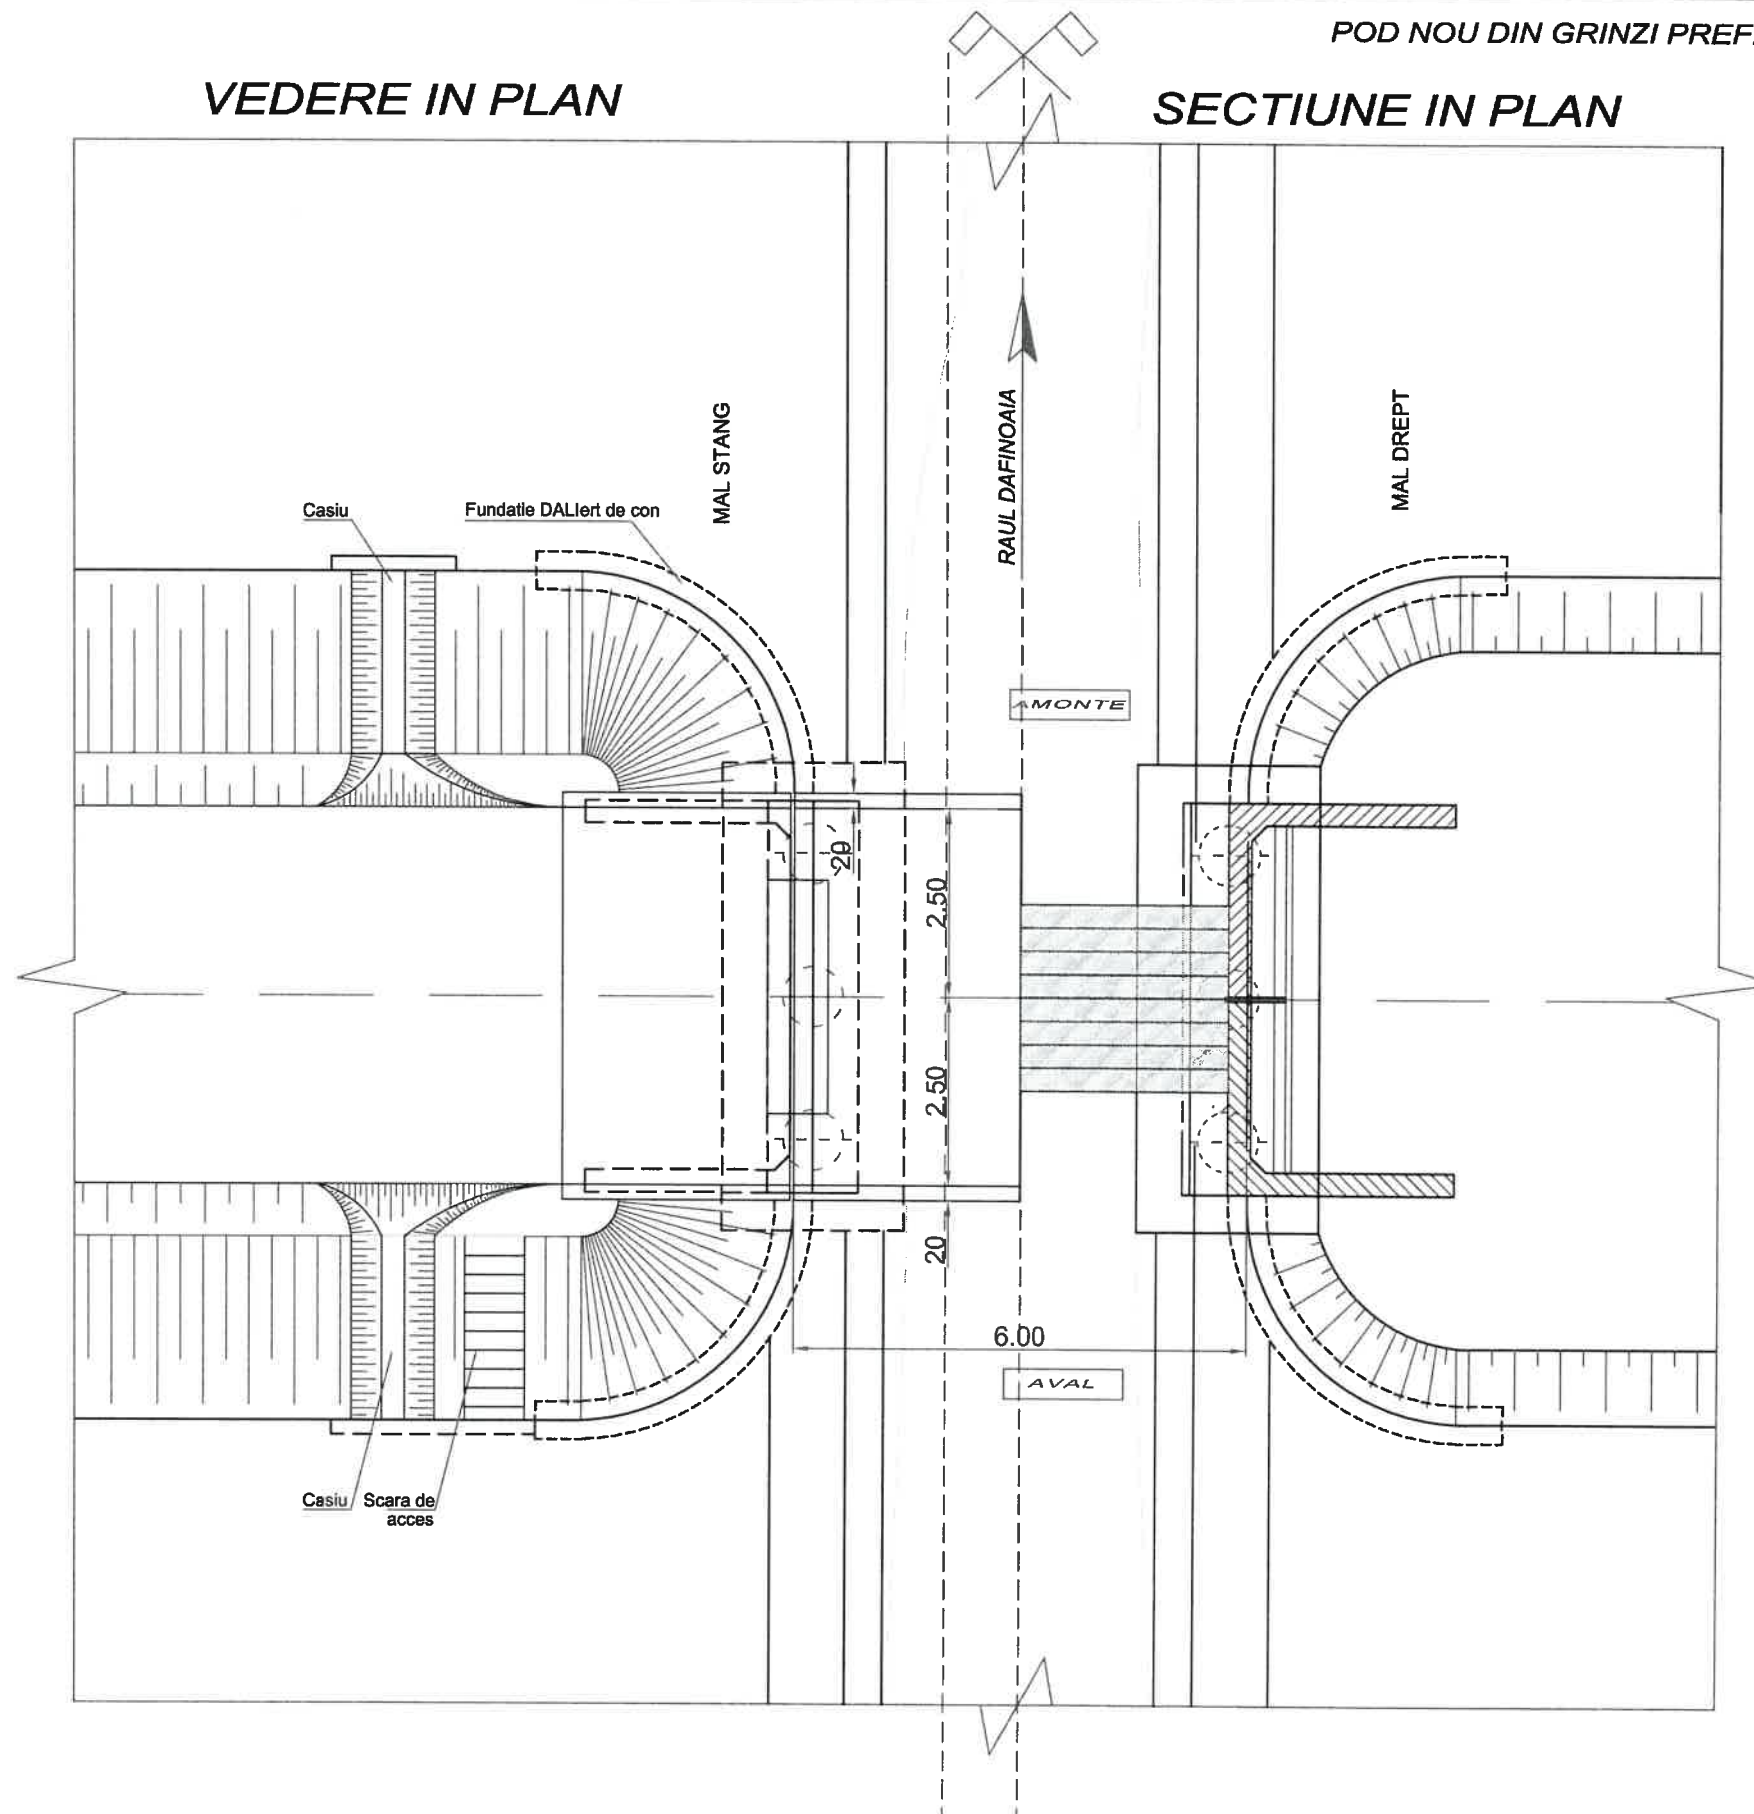 POD NOU DIN GRINZI PREF
VEDERE IN PLAN
SECTIUNE IN PLAN
MAL STANG
RAUL DAFINOAIA
MAL DREPT
Casiu
Fundatie DALIert de con
AMONTE
20
2.50
2.50
20
6.00
AVAL
Casiu
Scara de
acces